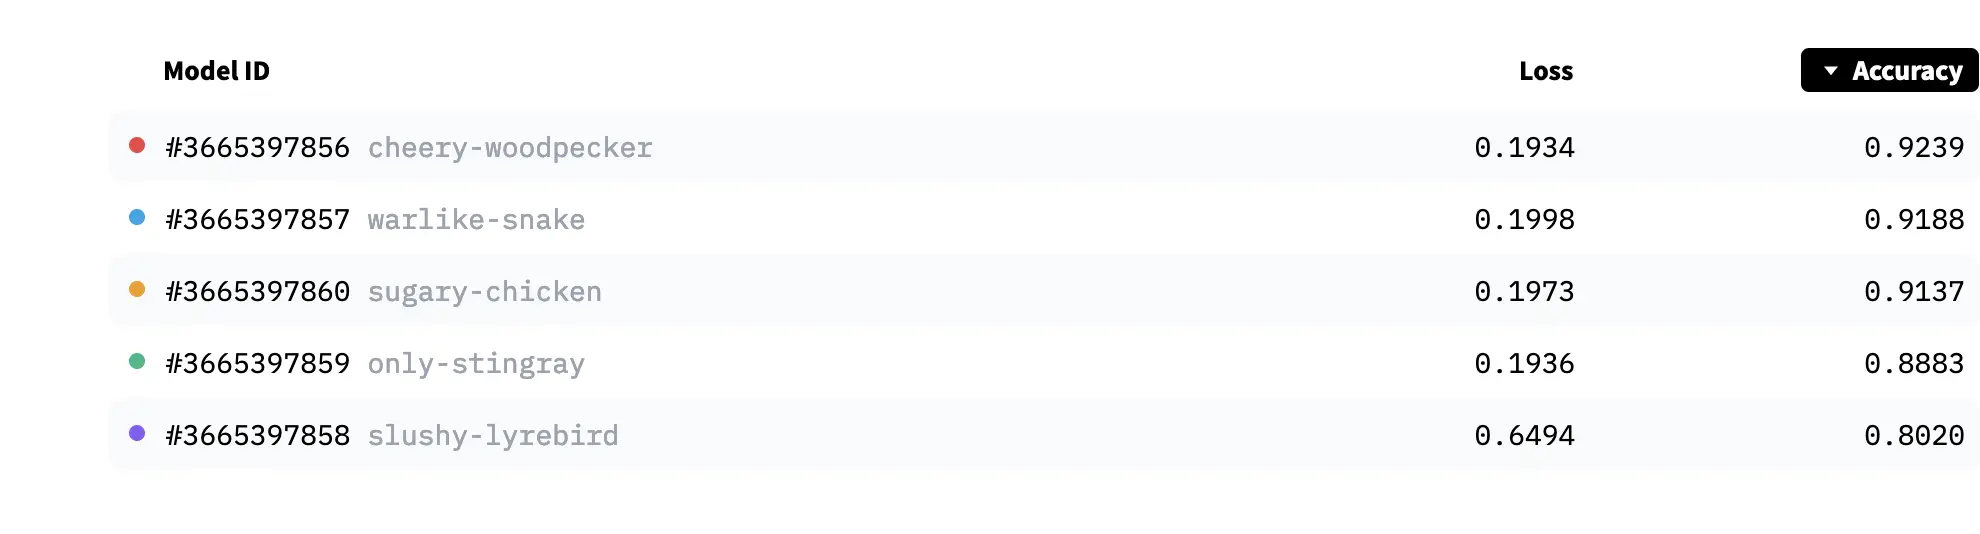 Model ID Loss Accuracy
#3665397856 cheery-woodpecker 0.1934 0.9239
#3665397857 warlike-snake 0.1998 0.9188
#3665397860 sugary-chicken 0.1973 0.9137
#3665397859 only-stingray 0.1936 0.8883
#3665397858 slushy-lyrebird 0.6494 0.8020